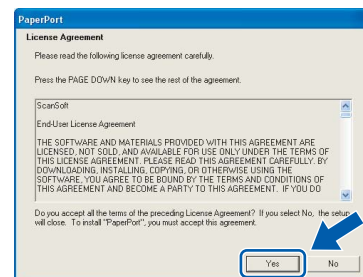 PaperPort
License Agreement
Please read the following license agreement carefully.
Press the PAGE DOWN key to see the rest of the agreement.
ScanSoft
End-User License Agreement
THE SOFTWARE AND MATERIALS PROVIDED WITH THIS AGREEMENT ARE
LICENSED, NOT SOLD, AND AVAILABLE FOR USE ONLY UNDER THE TERMS OF
THIS LICENSE AGREEMENT. PLEASE READ THIS AGREEMENT CAREFULLY. BY
DOWNLOADING, INSTALLING, COPYING, OR OTHERWISE USING THE
SOFTWARE, YOU AGREE TO BE BOUND BY THE TERMS AND CONDITIONS OF
THIS AGREEMENT AND BECOME A PARTY TO THIS AGREEMENT. IF YOU DO
Do you accept all the terms of the preceding License Agreement? If you select No, the setup
will close. To install "PaperPort", you must accept this agreement.
Yes
No